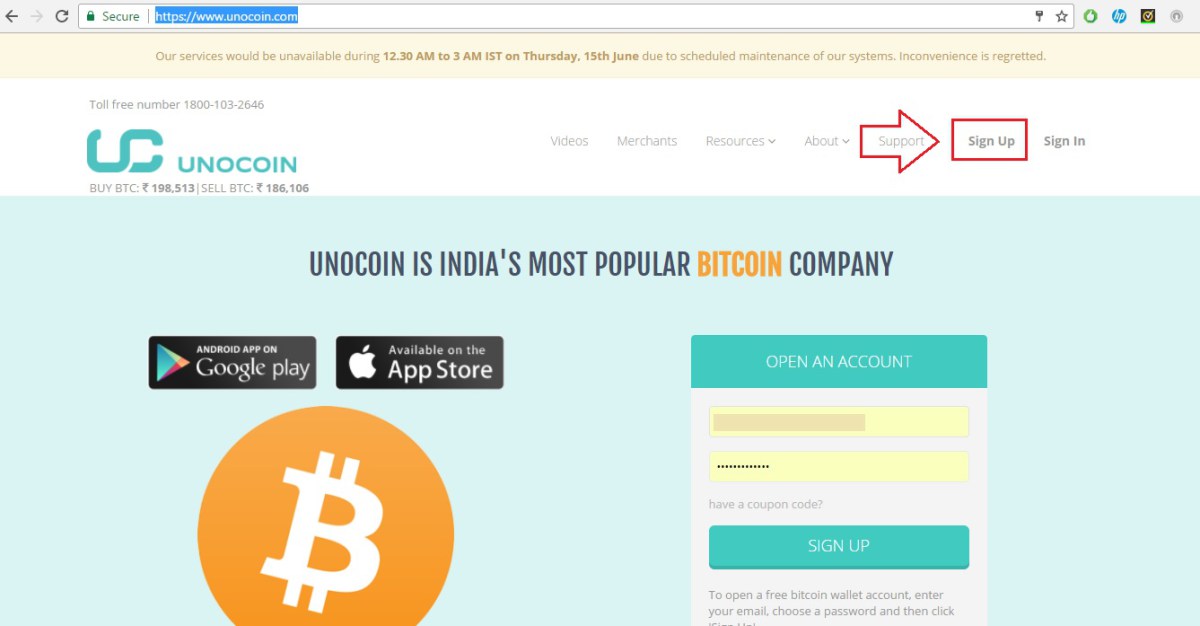 Secure https://www.unocoin.com
Our services would be unavailable during 12.30 AM to 3 AM IST on Thursday, 15th June due to scheduled maintenance of our systems. Inconvenience is regretted.
Toll free number 1800-103-2646
Videos Merchants Resources About Support Sign Up Sign In
UC UNOCOIN
BUY BTC: ₹ 198,513|SELL BTC: ₹ 186,106
UNOCOIN IS INDIA'S MOST POPULAR BITCOIN COMPANY
ANDROID APP ON
Google play
Available on the
App Store
OPEN AN ACCOUNT
•••••••••••••
have a coupon code?
SIGN UP
To open a free bitcoin wallet account, enter
your email, choose a password and then click